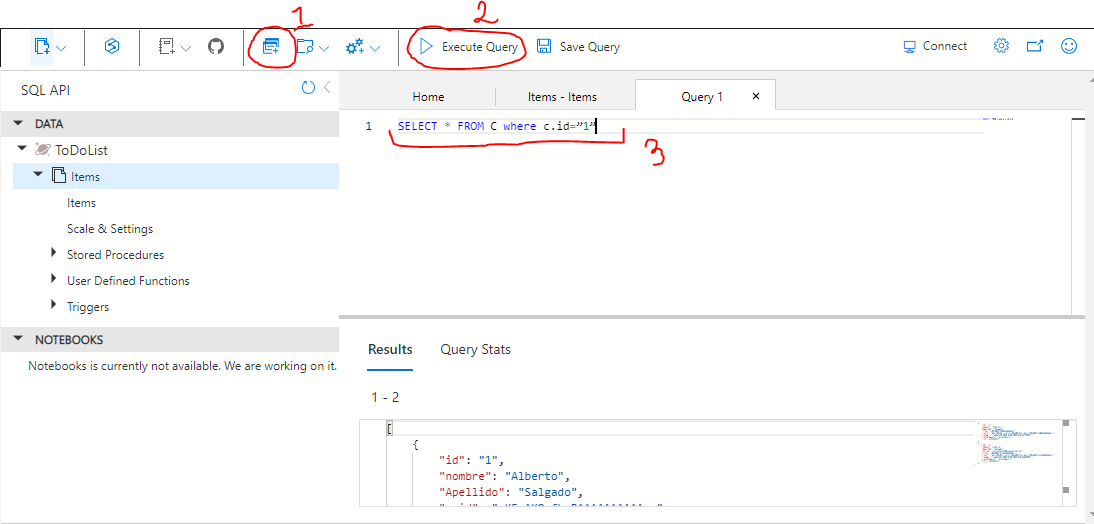 1
2
Execute Query
Save Query
Connect
SQL API
Home
Items - Items
Query 1
DATA
1 SELECT * FROM C where c.id=”1”
3
ToDoList
Items
Items
Scale & Settings
Stored Procedures
User Defined Functions
Triggers
NOTEBOOKS
Notebooks is currently not available. We are working on it.
Results
Query Stats
1 - 2
[
{
"id": "1",
"nombre": "Alberto",
"Apellido": "Salgado",